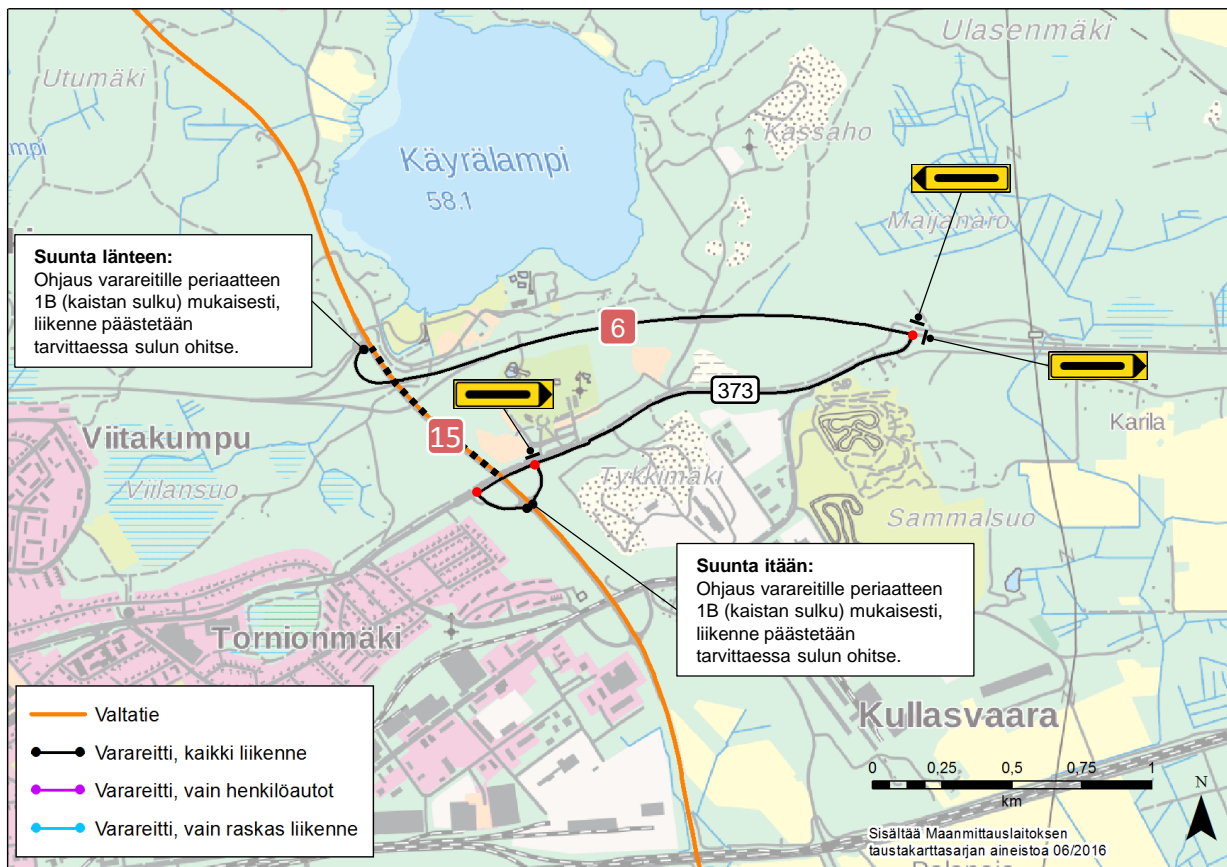 Ulasenmäki
Utumäki
Kassaho
Käyrälampi
58.1
Maijanaro
Suunta länteen:
Ohjaus varareitille periaatteen
1B (kaistan sulku) mukaisesti,
liikenne päästetään
tarvittaessa sulun ohitse.
6
373
Karila
15
Viitakumpu
Viilansuo
Tykkimäki
Sammalsuo
Suunta itään:
Ohjaus varareitille periaatteen
1B (kaistan sulku) mukaisesti,
liikenne päästetään
tarvittaessa sulun ohitse.
Tornionmäki
Kullasvaara
Valtatie
Varareitti, kaikki liikenne
Varareitti, vain henkilöautot
Varareitti, vain raskas liikenne
0 0,25 0,5 0,75 1
km
N
Sisältää Maanmittauslaitoksen
taustakarttasarjan aineistoa 06/2016